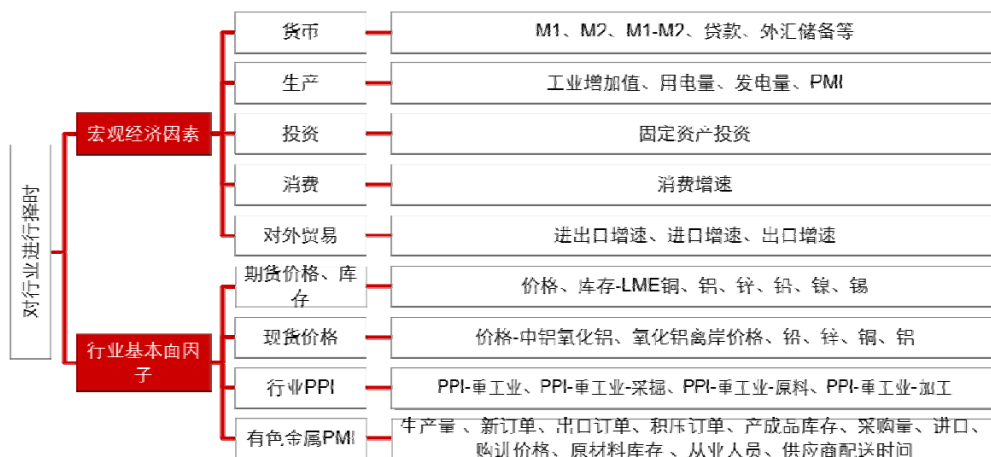 对行业进行择时
宏观经济因素
货币
M1、M2、M1-M2、贷款、外汇储备等
生产
工业增加值、用电量、发电量、PMI
投资
固定资产投资
消费
消费增速
对外贸易
进出口增速、进口增速、出口增速
行业基本面因
子
期货价格、库
存
价格、库存-LME铜、铝、锌、铅、镍、锡
现货价格
价格-中铝氧化铝、氧化铝离岸价格、铅、锌、铜、铝
行业PPI
PPI-重工业、PPI-重工业-采掘、PPI-重工业-原料、PPI-重工业-加工
有色金属PMI
生产量 、新订单、出口订单、积压订单、产成品库存、采购量、进口、
购进价格、原材料库存 、从业人员、供应商配送时间